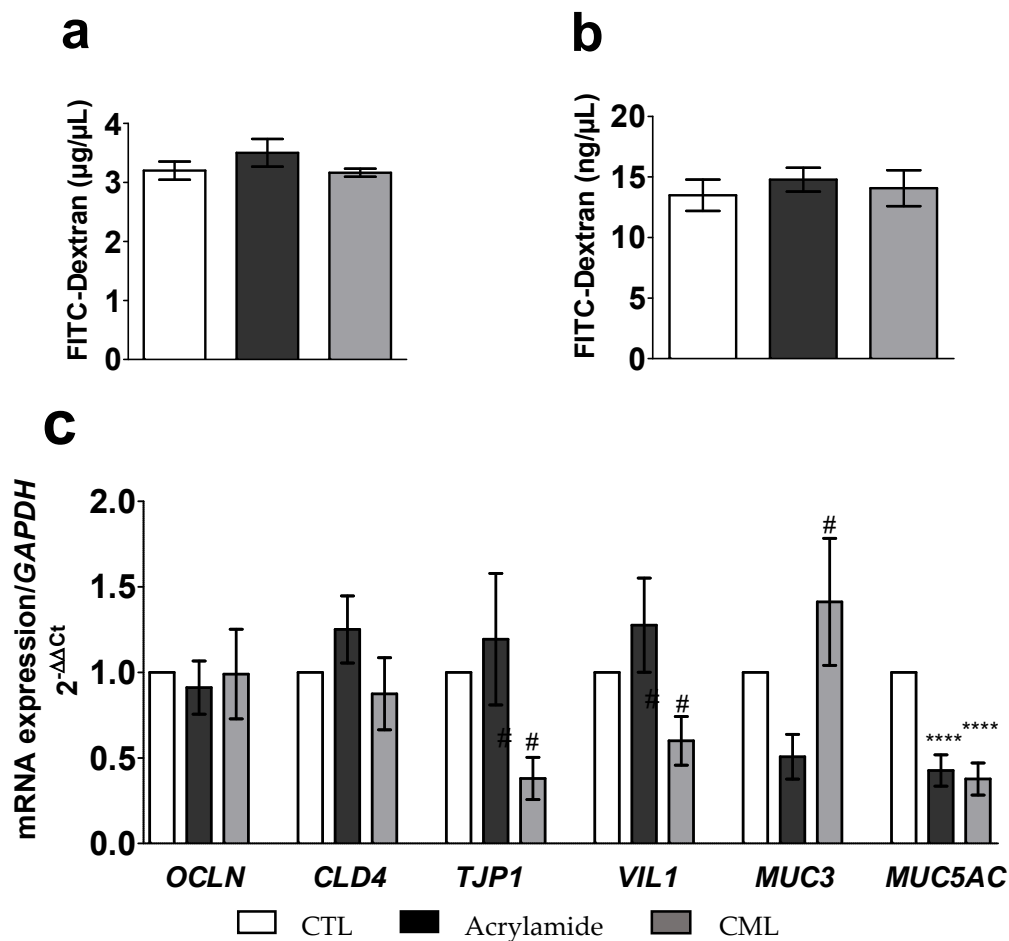 a
b
FITC-Dextran (µg/µL)
4
3
2
1
0
FITC-Dextran (ng/µL)
20
15
10
5
0
c
mRNA expression/GAPDH
2-ΔΔCt
2.0
1.5
1.0
0.5
0.0
#
#
#
#
#
****
****
OCLN CLD4 TJP1 VIL1 MUC3 MUC5AC
CTL Acrylamide CML